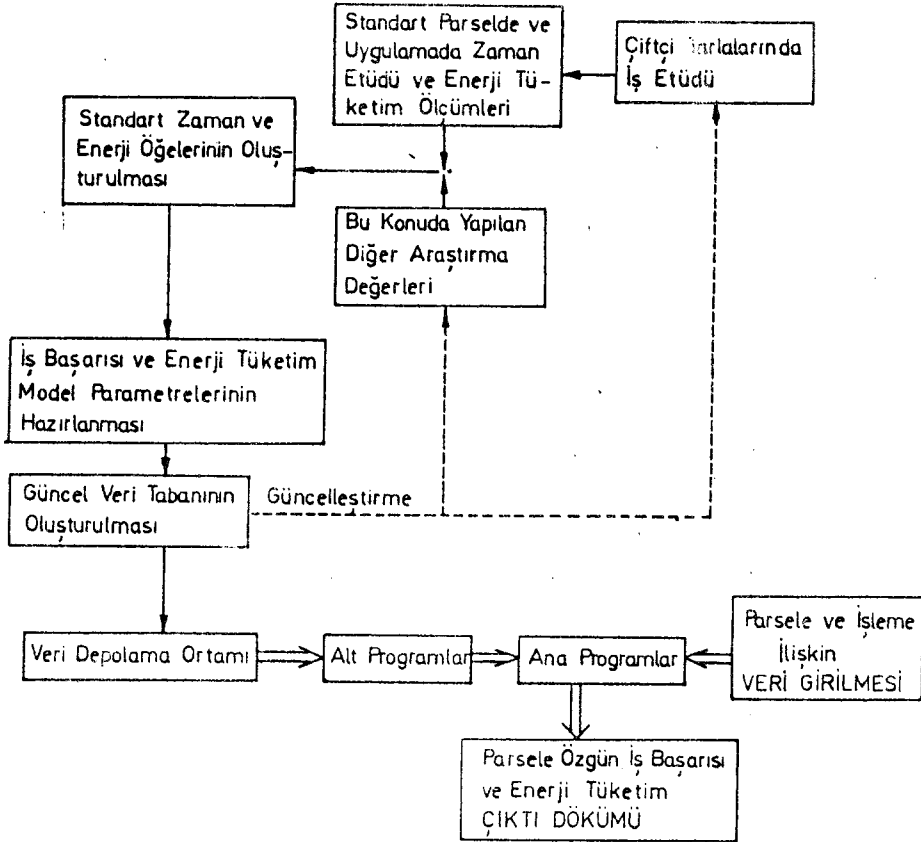 Standart Parselde ve
Uygulamada Zaman
Etüdü ve Enerji Tü-
ketim Ölçümleri
Çiftçi Tarlalarında
İş Etüdü
Standart Zaman ve
Enerji Öğelerinin Oluş-
turulması
Bu Konuda Yapılan
Diğer Araştırma
Değerleri
İş Başarısı ve Enerji Tüketim
Model Parametrelerinin
Hazırlanması
Güncel Veri Tabanının
Oluşturulması
Güncelleştirme
Veri Depolama Ortamı
Alt Programlar
Ana Programlar
Parsele ve İşleme
İlişkin
VERİ GİRİLMESİ
Parsele Özgün İş Başarısı
ve Enerji Tüketim
ÇIKTI DÖKÜMÜ